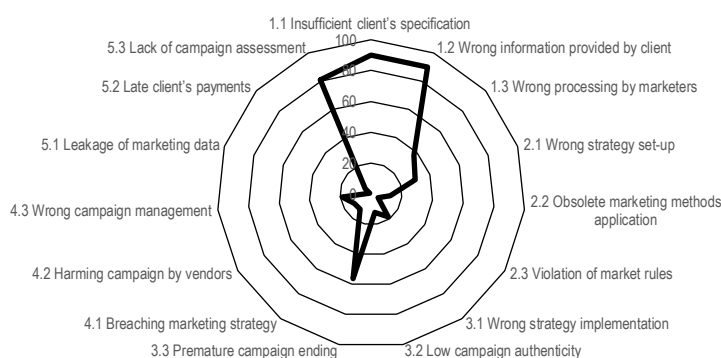 1.1 Insufficient client's specification
100
5.3 Lack of campaign assessment
1.2 Wrong information provided by client
80
5.2 Late client's payments
1.3 Wrong processing by marketers
60
40
5.1 Leakage of marketing data
2.1 Wrong strategy set-up
20
0
4.3 Wrong campaign management
2.2 Obsolete marketing methods
application
4.2 Harming campaign by vendors
2.3 Violation of market rules
4.1 Breaching marketing strategy
3.1 Wrong strategy implementation
3.3 Premature campaign ending
3.2 Low campaign authenticity